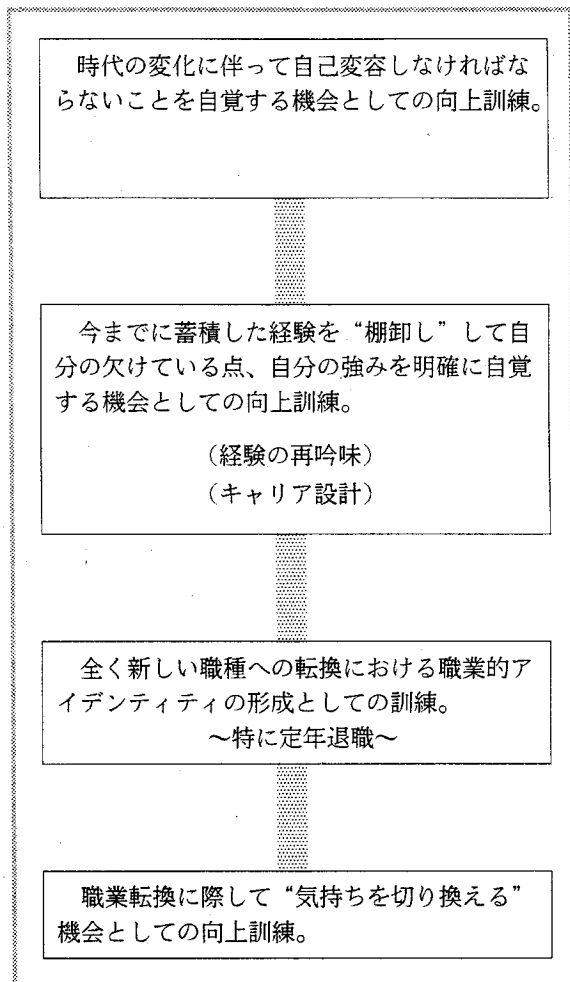 時代の変化に伴って自己変容しなければな
らないことを自覚する機会としての向上訓練。
今までに蓄積した経験を“棚卸し”して自
分の欠けている点、自分の強みを明確に自覚
する機会としての向上訓練。
（経験の再吟味）
（キャリア設計）
全く新しい職種への転換における職業的ア
イデンティティの形成としての訓練。
～特に定年退職～
職業転換に際して“気持ちを切り換える”
機会としての向上訓練。